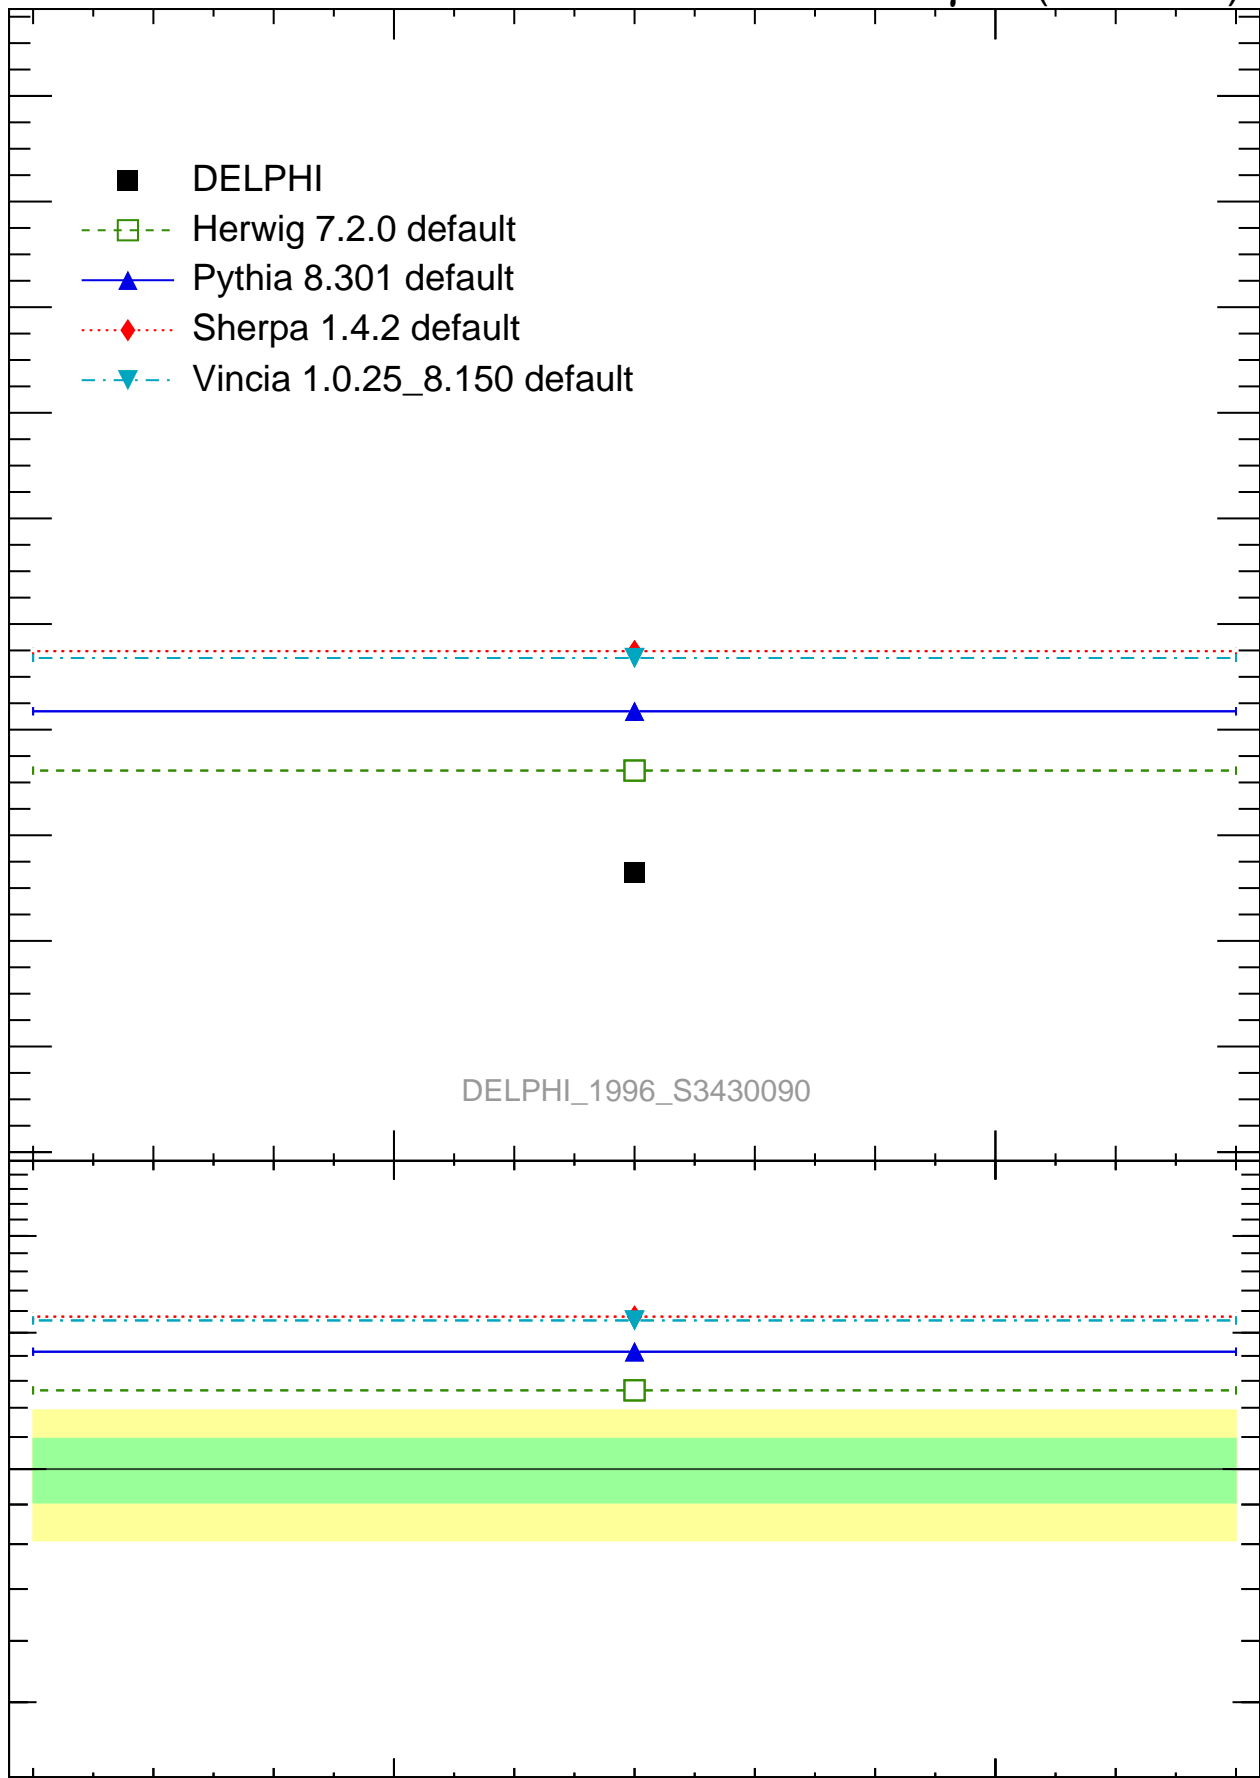 DELPHI
Herwig 7.2.0 default
Pythia 8.301 default
Sherpa 1.4.2 default
Vincia 1.0.25_8.150 default
DELPHI_1996_S3430090